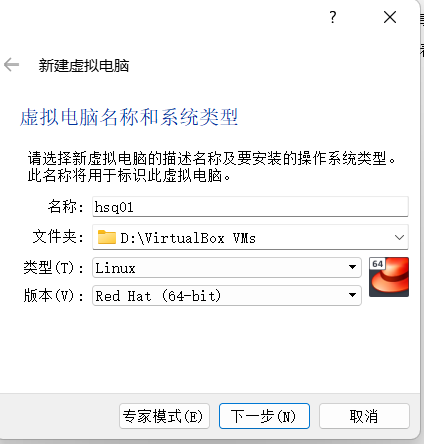 ?
新建虚拟电脑
虚拟电脑名称和系统类型
请选择新虚拟电脑的描述名称及要安装的操作系统类型。
此名称将用于标识此虚拟电脑。
名称: hsq01
文件夹: D:\VirtualBox VMs
类型(T): Linux
64
版本(V): Red Hat (64-bit)
专家模式(E) 下一步(N) 取消